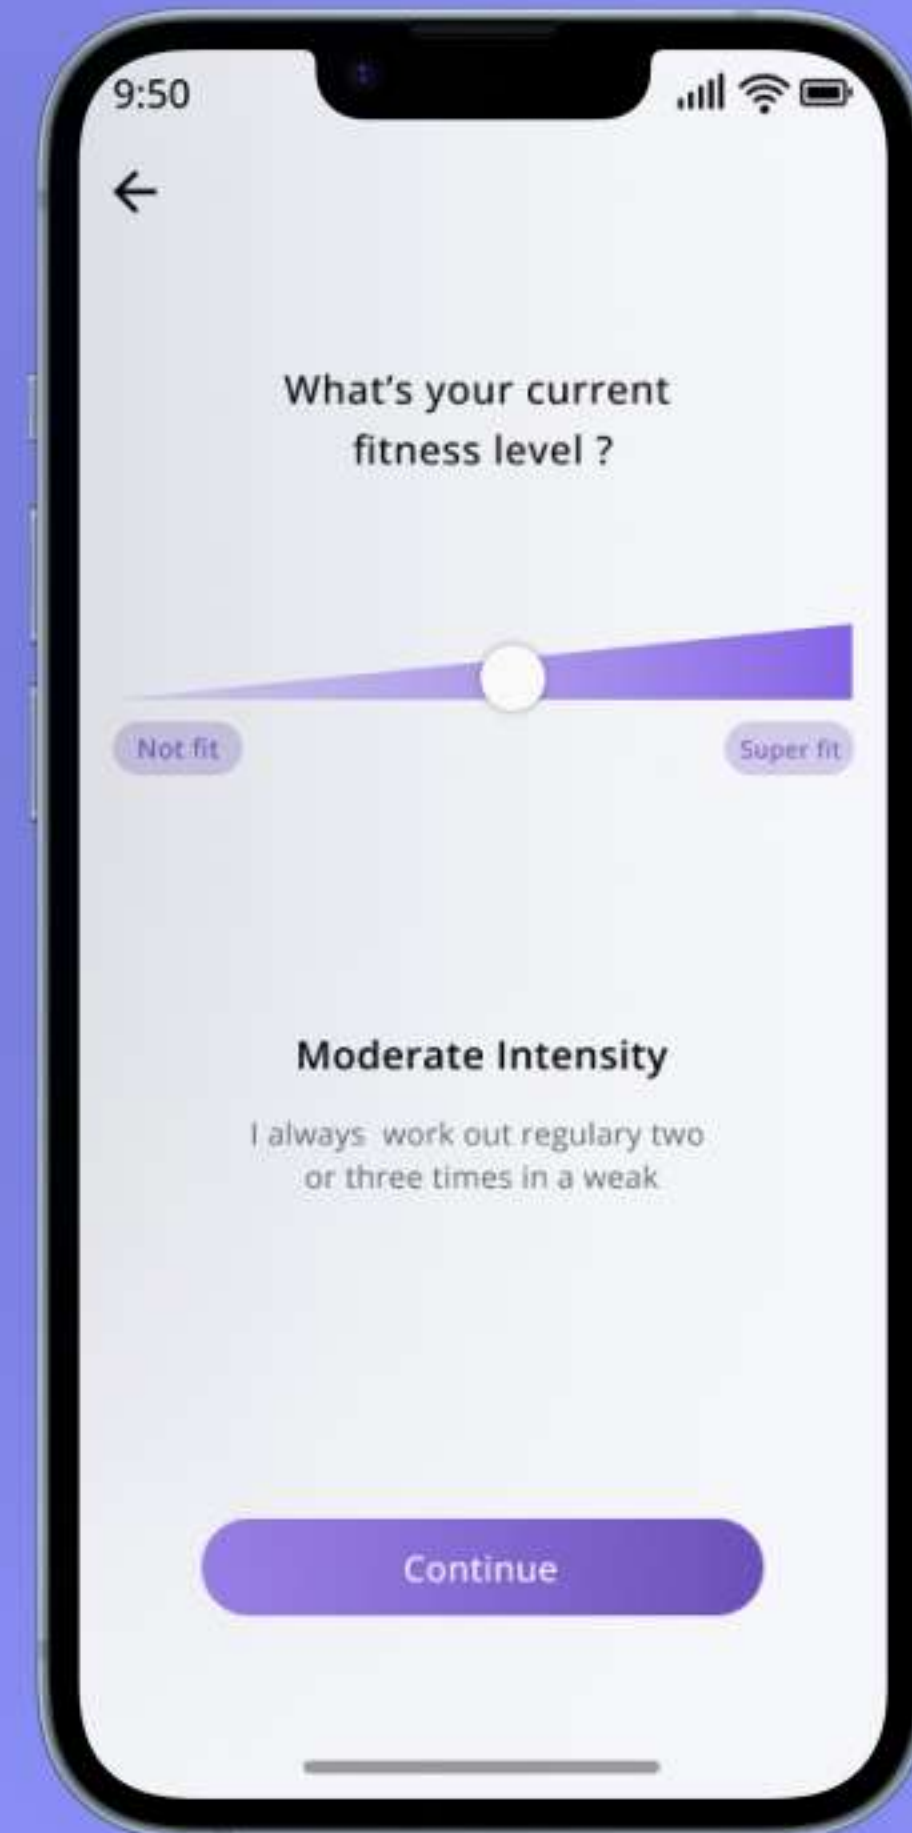 9:50
What's your current
fitness level ?
Not fit
Super fit
Moderate Intensity
I always  work out regulary two
or three times in a weak
Continue